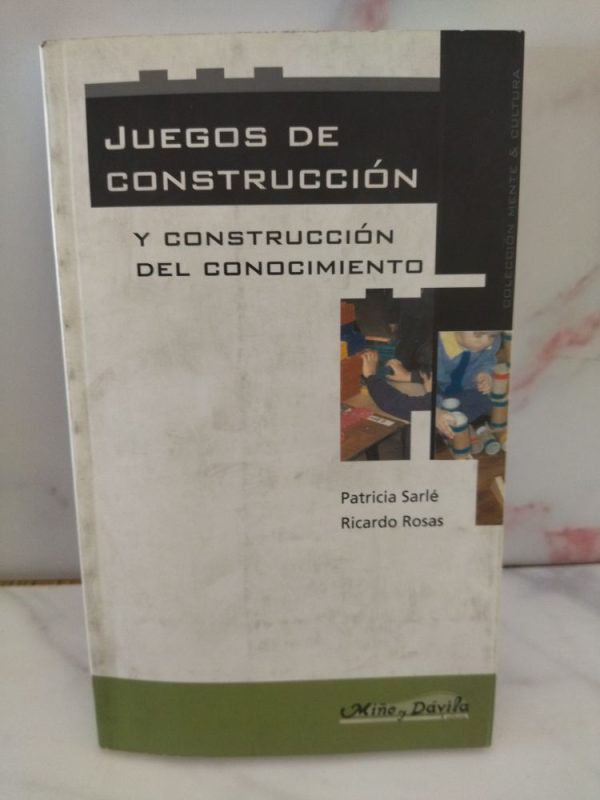 JUEGOS DE
CONSTRUCCIÓN
Y CONSTRUCCIÓN
DEL CONOCIMIENTO
COLECCIÓN MENTE & CULTURA
Patricia Sarlé
Ricardo Rosas
Miño y Dávila